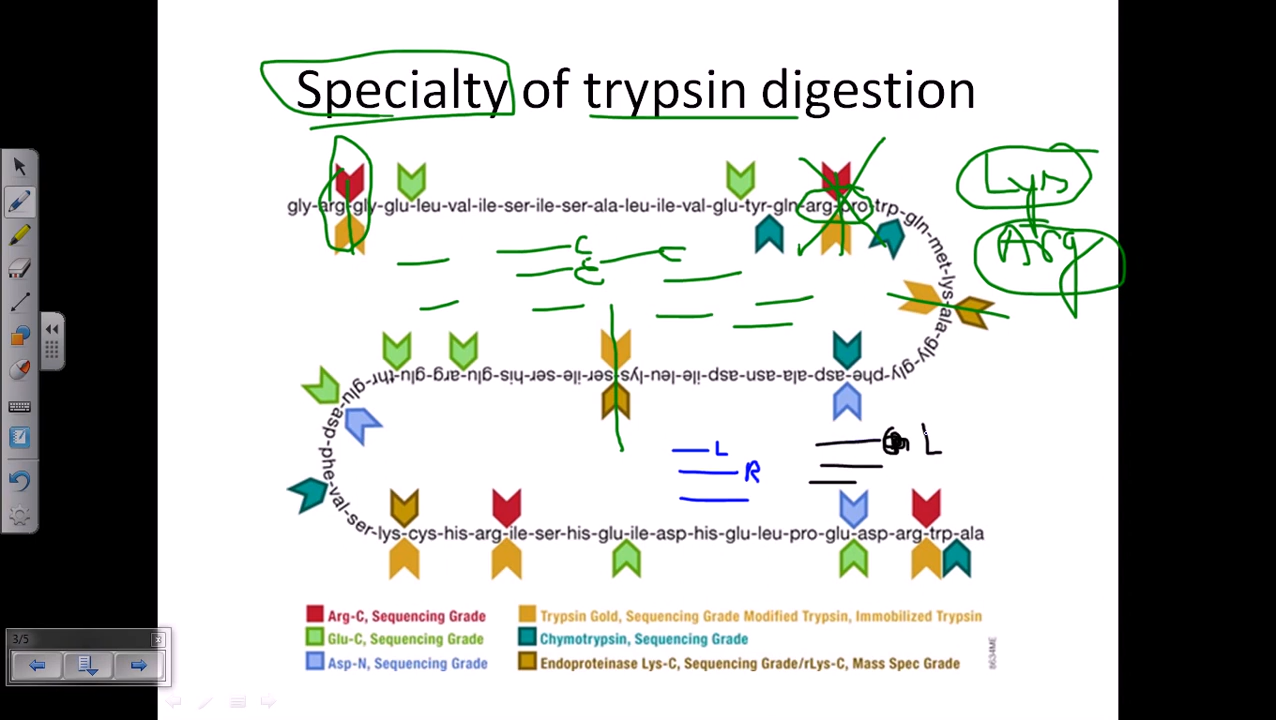 Specialty of trypsin digestion
Lys
Arg
gly-arg-gly-glu-leu-val-ile-ser-ile-ser-ala-leu-ile-val-glu-tyr-gln-arg-pro-trp-gln-met-lys-ala-gly-gly-phe-asp-ala-asn-asp-ile-leu-lys-ser-ile-ser-his-glu-arg-glu-thr-glu-asp-phe-val-ser-lys-cys-his-arg-ile-ser-his-glu-ile-asp-his-glu-leu-pro-glu-asp-arg-trp-ala
C
C
C
L
R
L
Arg-C, Sequencing Grade
Glu-C, Sequencing Grade
Asp-N, Sequencing Grade
Trypsin Gold, Sequencing Grade Modified Trypsin, Immobilized Trypsin
Chymotrypsin, Sequencing Grade
Endoproteinase Lys-C, Sequencing Grade/rLys-C, Mass Spec Grade
8634ME
3/5